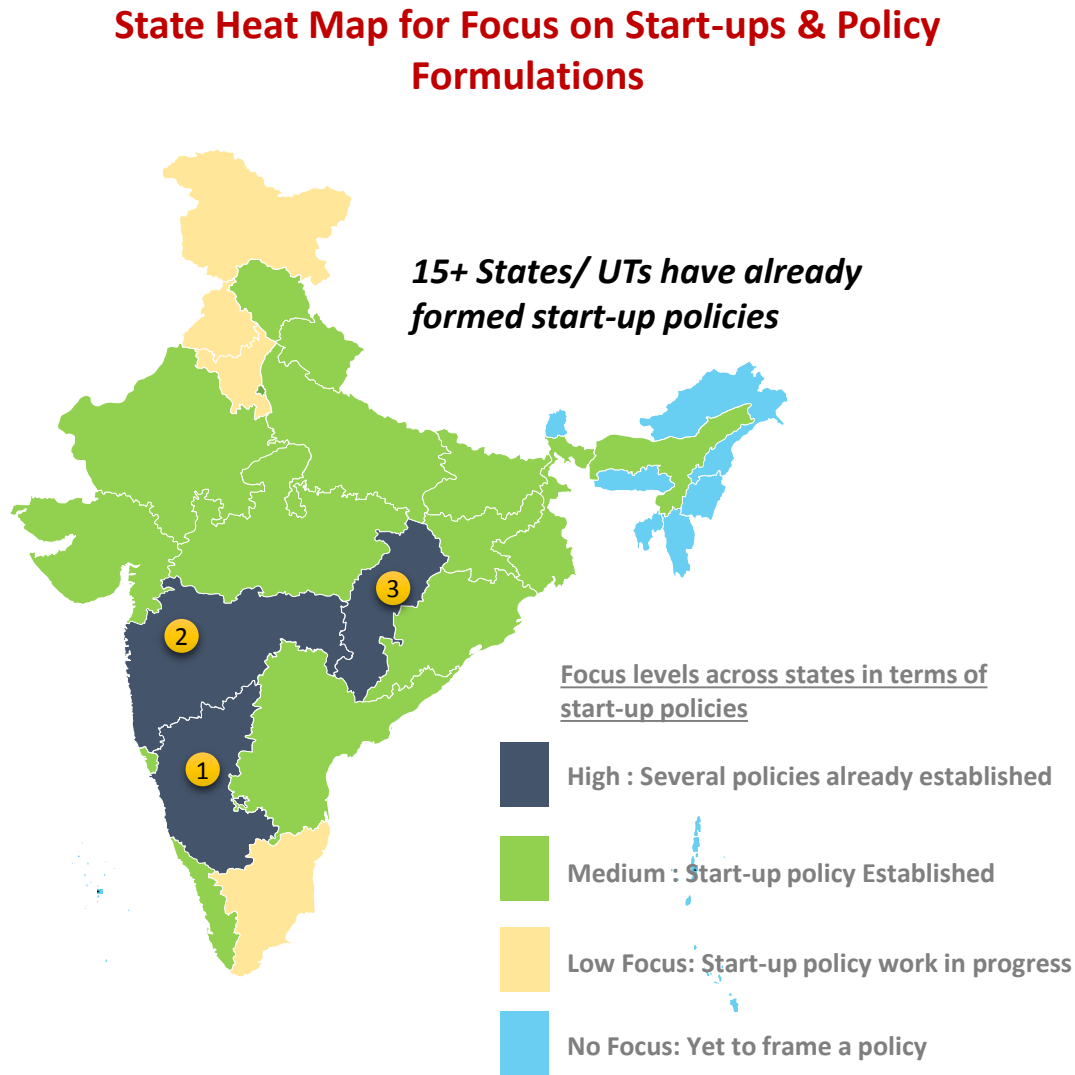 State Heat Map for Focus on Start-ups & Policy
Formulations
15+ States/ UTs have already
formed start-up policies
3
2
1
Focus levels across states in terms of
start-up policies
High : Several policies already established
Medium : Start-up policy Established
Low Focus: Start-up policy work in progress
No Focus: Yet to frame a policy